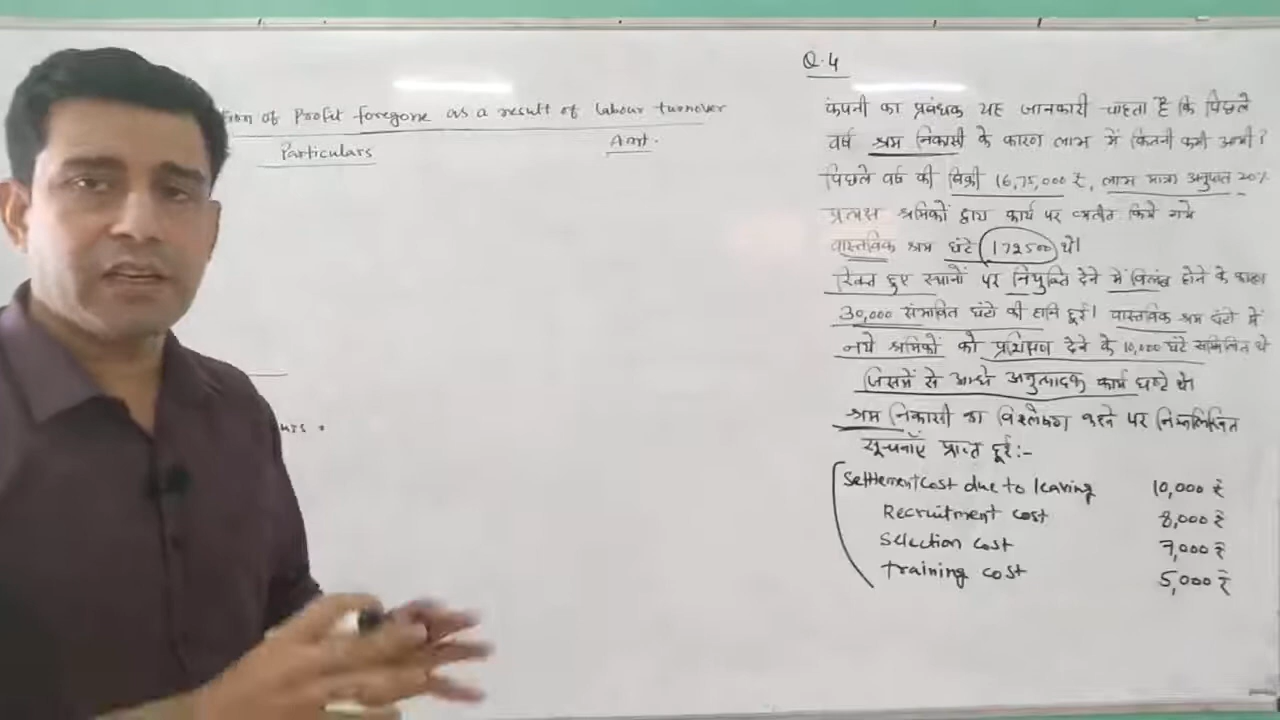 tion of Profit foregone as a result of labour turnover
Particulars
Amt.
Q.4
कंपनी का प्रबंधक यह जानकारी चाहता है कि पिछले
वर्ष श्रम निकासी के कारण लाभ में कितनी कमी आयी?
पिछले वर्ष की बिक्री 16,75,000 ₹, लाभ मात्रा अनुपात 20%
प्रत्यक्ष श्रमिकों द्वारा कार्य पर व्यतीत किये गये
वास्तविक श्रम घंटे 172500 थे।
रिक्त हुए स्थानों पर नियुक्ति देने में विलंब होने के कारण
30,000 संभावित घंटो की हानि हुई। वास्तविक श्रम घंटो में
नये श्रमिकों को प्रशिक्षण देने के 10,000 घंटे सम्मिलित थे
जिसमें से आधे अनुत्पादक कार्य घण्टे थे।
श्रम निकासी का विश्लेषण करने पर निम्नलिखित
सूचनाएँ प्राप्त हुई:-
Settlement cost due to leaving 10,000 ₹
Recruitment cost 8,000 ₹
Selection cost 7,000 ₹
training cost 5,000 ₹